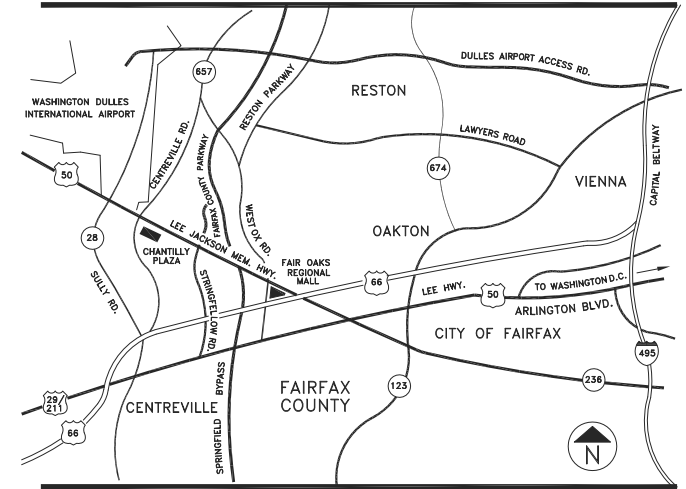 DULLES AIRPORT ACCESS RD.
657
RESTON PARKWAY
RESTON
WASHINGTON DULLES
INTERNATIONAL AIRPORT
CENTREVILLE RD.
FAIRFAX COUNTY PARKWAY
LAWYERS ROAD
CAPITAL BELTWAY
50
674
VIENNA
28
LEE JACKSON MEM. HWY.
WEST OX RD.
OAKTON
CHANTILLY
PLAZA
FAIR OAKS
REGIONAL
MALL
SULLY RD.
STRINGFELLOW RD.
66
LEE HWY.
50
TO WASHINGTON D.C.
ARLINGTON BLVD.
CITY OF FAIRFAX
495
29/
211
CENTREVILLE
SPRINGFIELD BYPASS
FAIRFAX
COUNTY
123
236
66
N